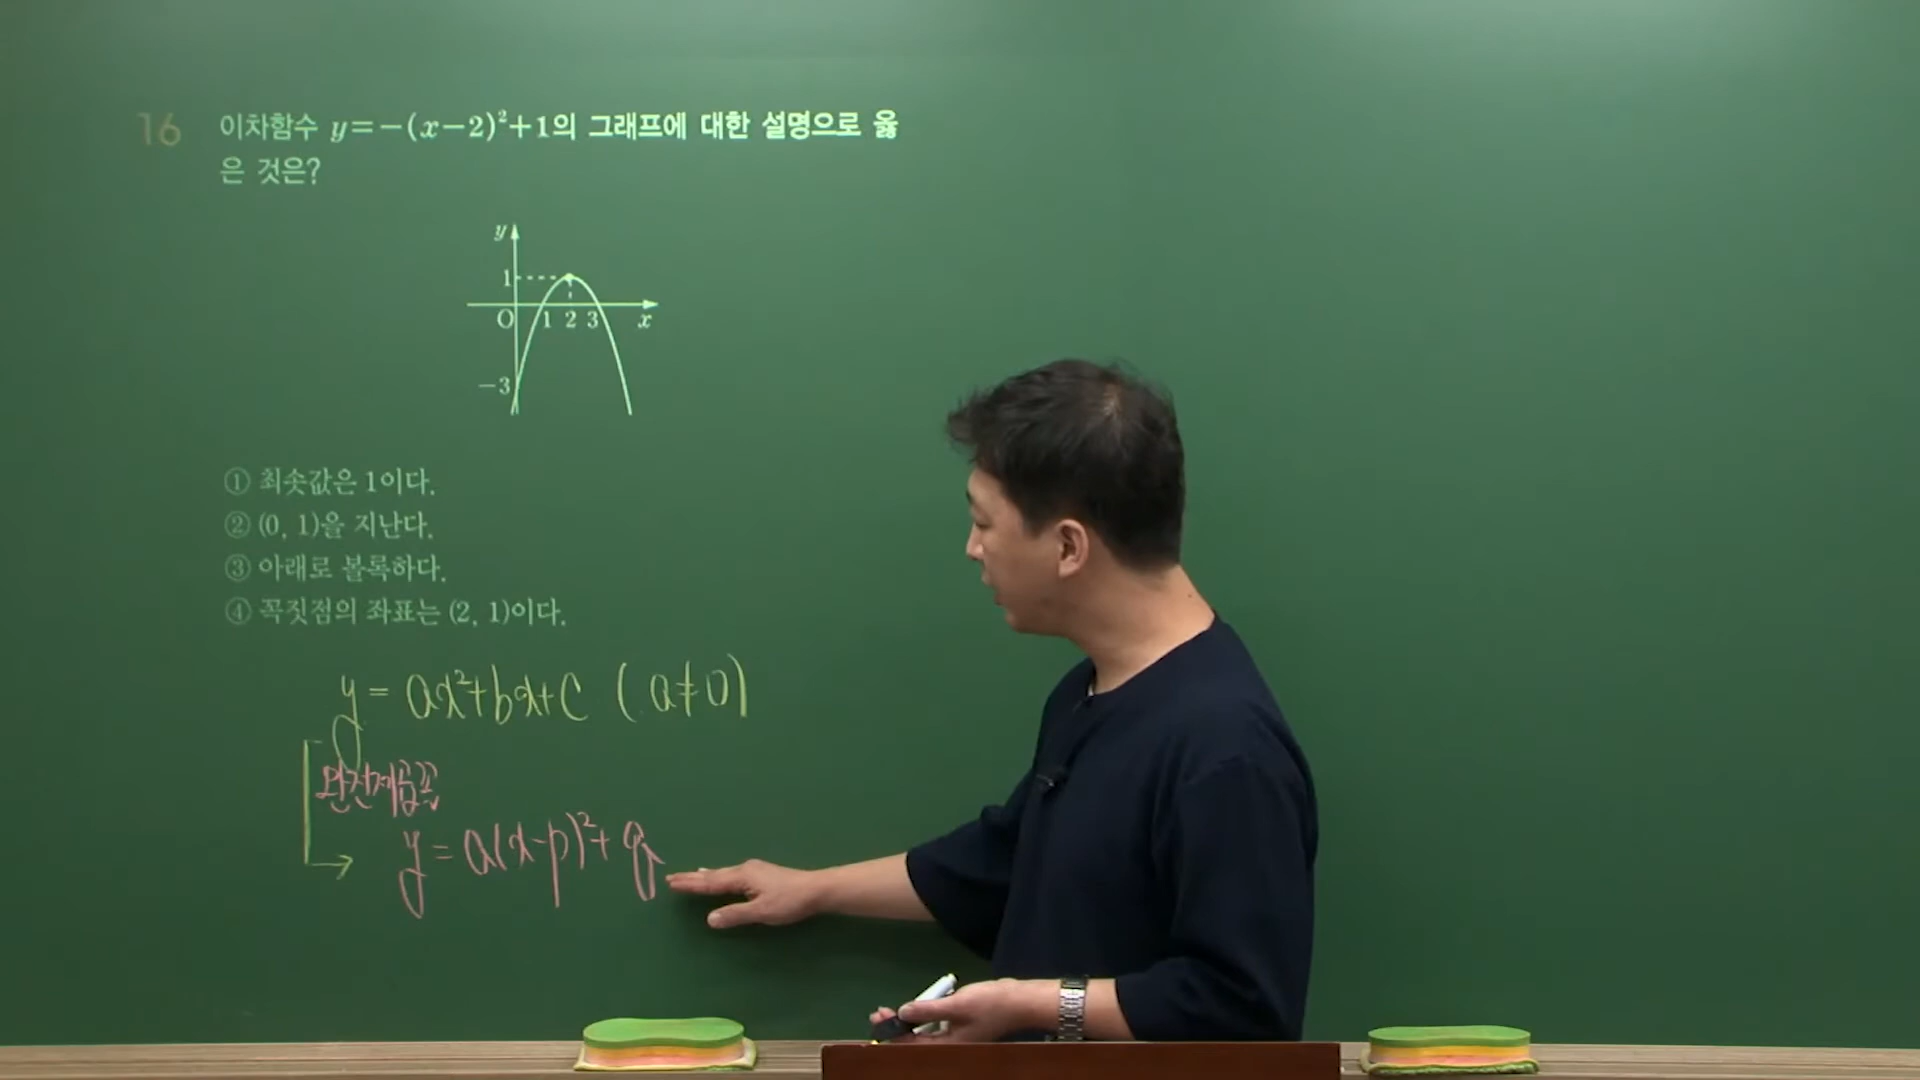 16 이차함수 y=-(x-2)²+1의 그래프에 대한 설명으로 옳
은 것은?
y
1
O 1 2 3 x
-3
① 최솟값은 1이다.
② (0, 1)을 지난다.
③ 아래로 볼록하다.
④ 꼭짓점의 좌표는 (2, 1)이다.
y = ax²+bx+c (a≠0)
완전제곱꼴
y = a(x-p)²+q